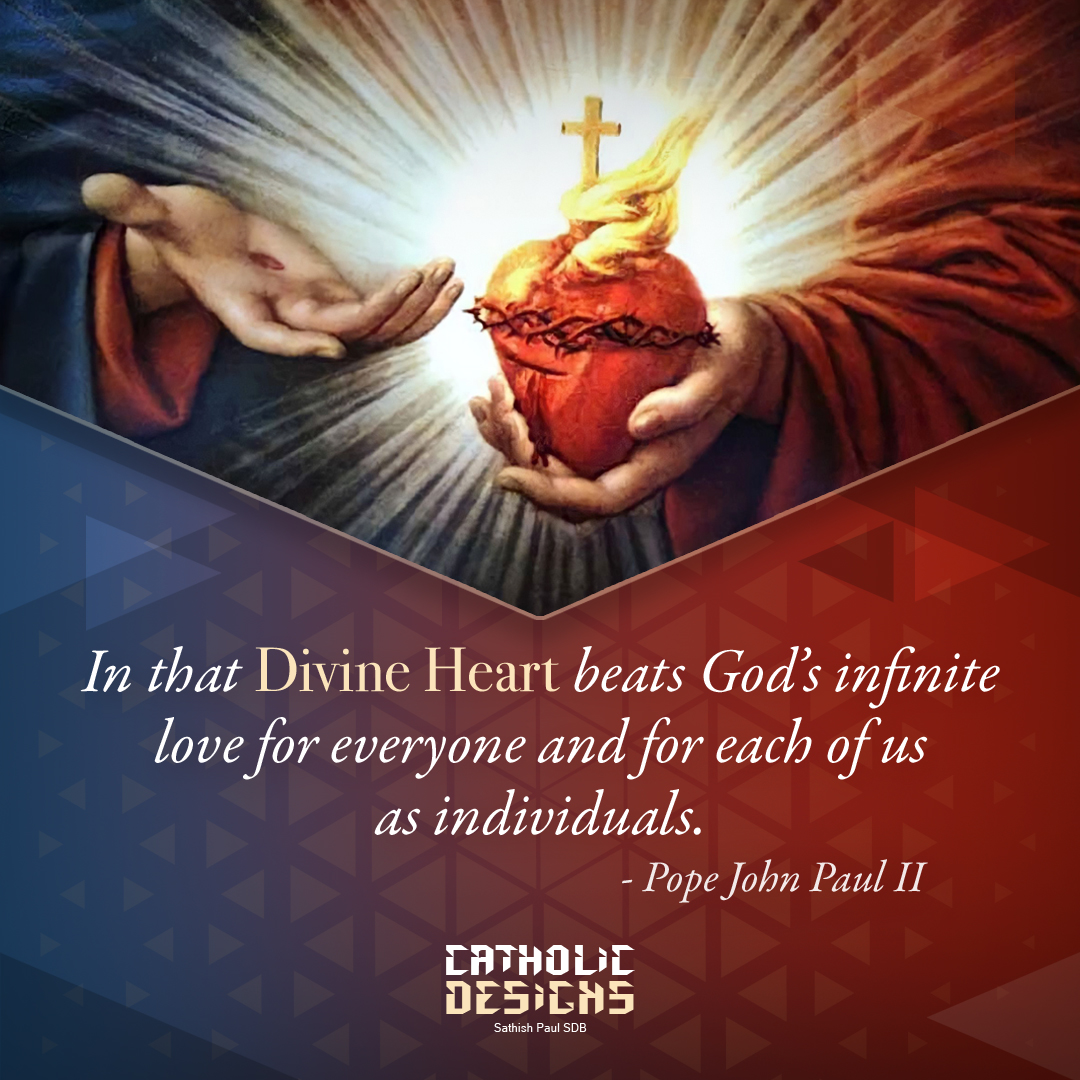 In that Divine Heart beats God’s infinite
love for everyone and for each of us
as individuals.
- Pope John Paul II
CATHOLIC
DESIGNS
Sathish Paul SDB